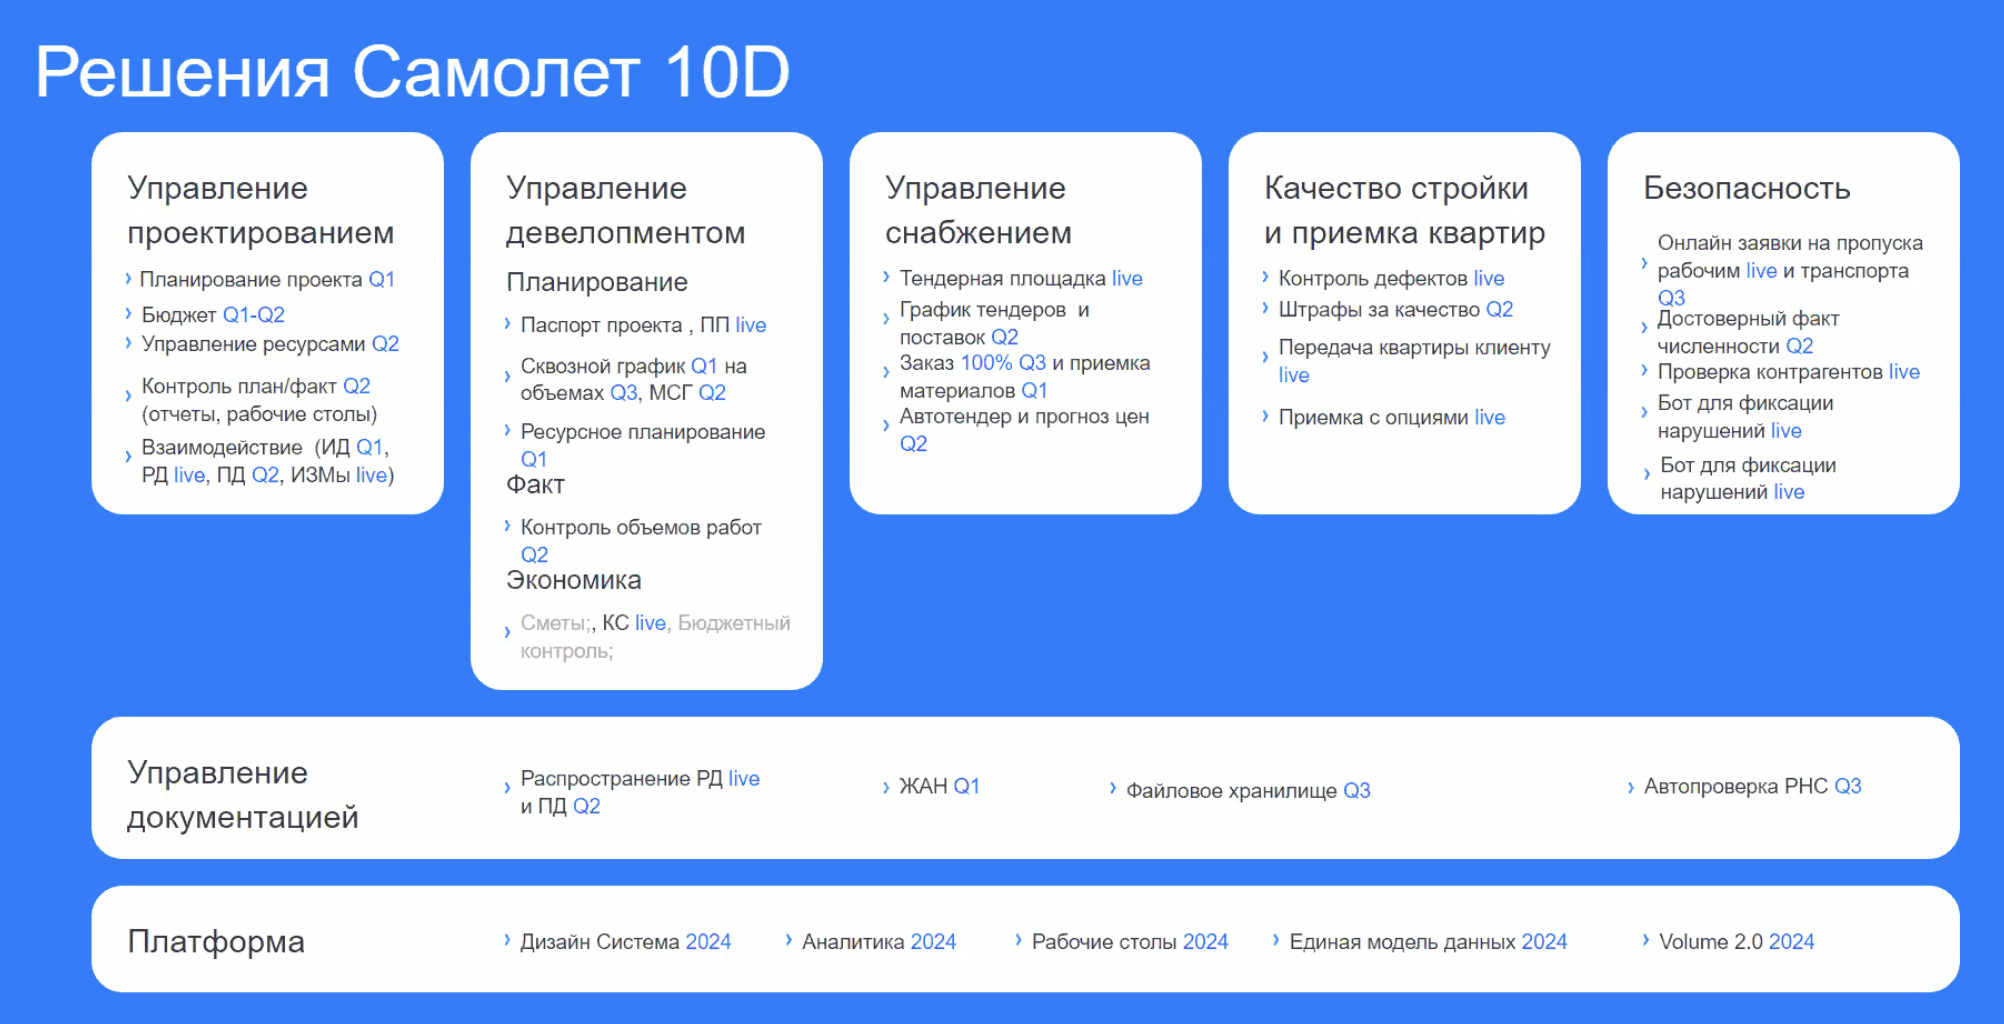 Решения Самолет 10D
Управление
проектированием
› Планирование проекта Q1
› Бюджет Q1-Q2
› Управление ресурсами Q2
› Контроль план/факт Q2
(отчеты, рабочие столы)
› Взаимодействие (ИД Q1,
РД live, ПД Q2, ИЗМы live)
Управление
девелопментом
Планирование
› Паспорт проекта , ПП live
› Сквозной график Q1 на
объемах Q3, МСГ Q2
› Ресурсное планирование
Q1
Факт
› Контроль объемов работ
Q2
Экономика
› Сметы;, КС live, Бюджетный
контроль;
Управление
снабжением
› Тендерная площадка live
› График тендеров и
поставок Q2
› Заказ 100% Q3 и приемка
материалов Q1
› Автотендер и прогноз цен
Q2
Качество стройки
и приемка квартир
› Контроль дефектов live
› Штрафы за качество Q2
› Передача квартиры клиенту
live
› Приемка с опциями live
Безопасность
› Онлайн заявки на пропуска
рабочим live и транспорта
Q3
› Достоверный факт
численности Q2
› Проверка контрагентов live
› Бот для фиксации
нарушений live
› Бот для фиксации
нарушений live
Управление
документацией
› Распространение РД live
и ПД Q2
› ЖАН Q1
› Файловое хранилище Q3
› Автопроверка РНС Q3
Платформа
› Дизайн Система 2024
› Аналитика 2024
› Рабочие столы 2024
› Единая модель данных 2024
› Volume 2.0 2024